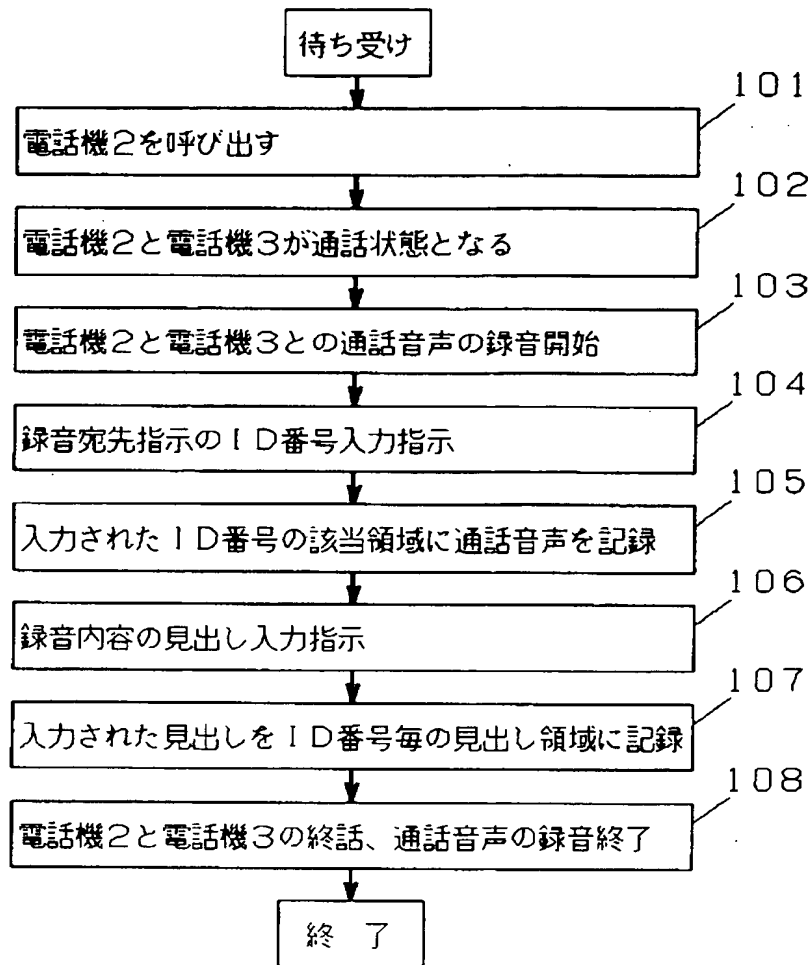 待ち受け
101
電話機2を呼び出す
102
電話機2と電話機3が通話状態となる
103
電話機2と電話機3との通話音声の録音開始
104
録音宛先指示のID番号入力指示
105
入力されたID番号の該当領域に通話音声を記録
106
録音内容の見出し入力指示
107
入力された見出しをID番号毎の見出し領域に記録
108
電話機2と電話機3の終話、通話音声の録音終了
終 了